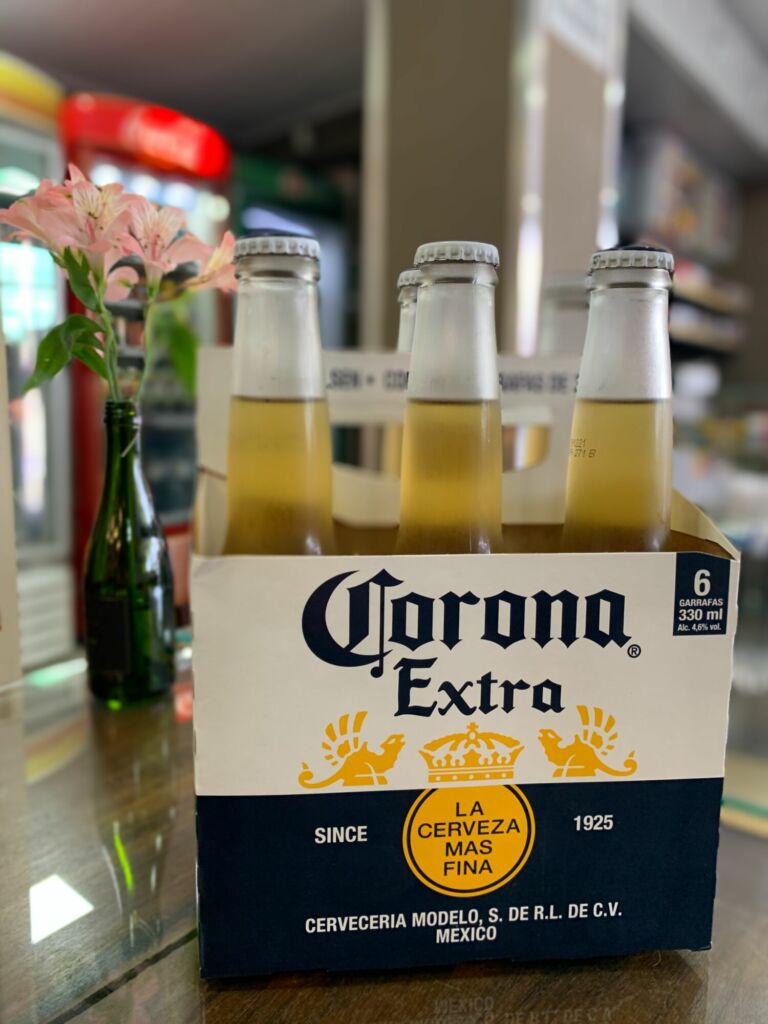 Corona
Extra
6
GARRAFAS
330 ml
Alc. 4,6% vol.
SINCE
LA
CERVEZA
MAS
FINA
1925
CERVECERIA MODELO, S. DE R.L. DE C.V.
MEXICO